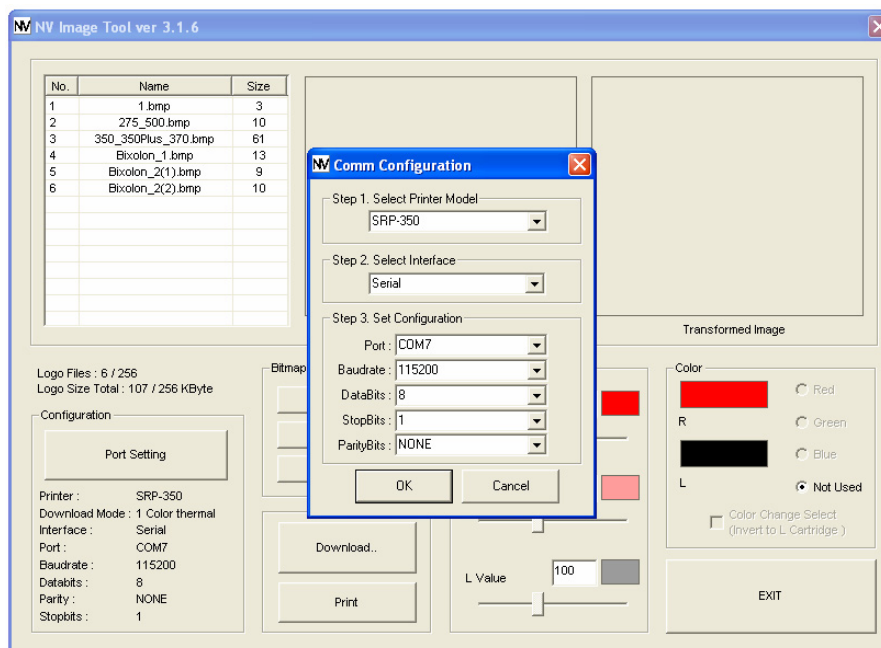 NV Image Tool ver 3.1.6
No. Name Size
1 1.bmp 3
2 275_500.bmp 10
3 350_350Plus_370.bmp 61
4 Bixolon_1.bmp 13
5 Bixolon_2(1).bmp 9
6 Bixolon_2(2).bmp 10
Transformed Image
Logo Files : 6 / 256
Logo Size Total : 107 / 256 KByte
Configuration
Port Setting
Printer : SRP-350
Download Mode : 1 Color thermal
Interface : Serial
Port : COM7
Baudrate : 115200
Databits : 8
Parity : NONE
Stopbits : 1
Bitmap
Download..
Print
NV Comm Configuration
Step 1. Select Printer Model
SRP-350
Step 2. Select Interface
Serial
Step 3. Set Configuration
Port : COM7
Baudrate : 115200
DataBits : 8
StopBits : 1
ParityBits : NONE
OK Cancel
L Value 100
Color
R
L
Red
Green
Blue
Not Used
Color Change Select
(Invert to L Cartridge )
EXIT